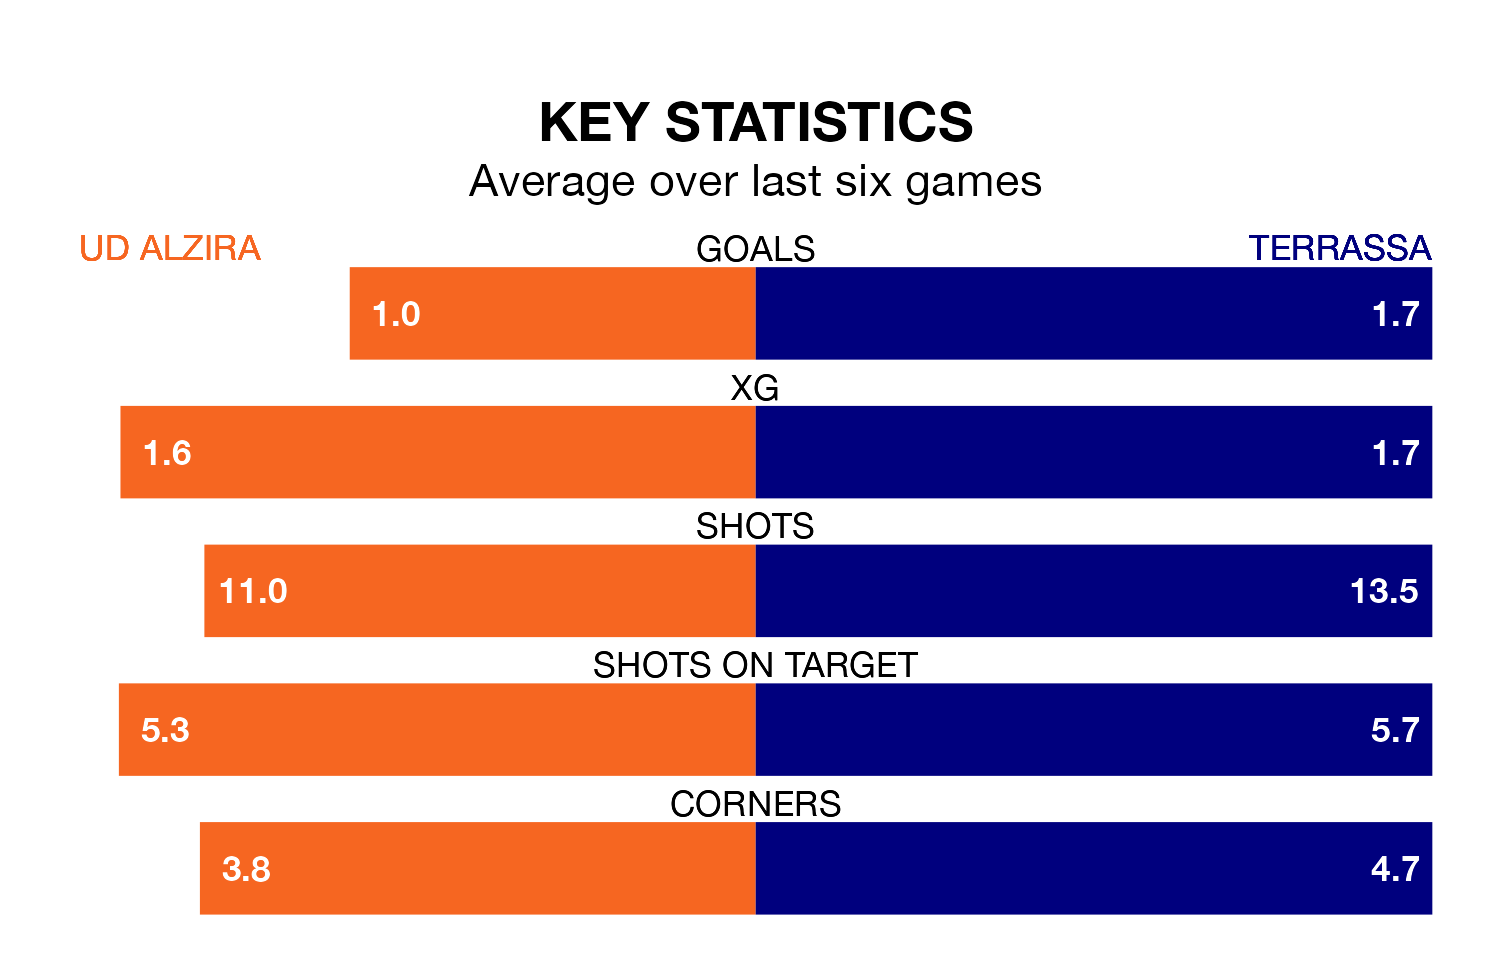 KEY STATISTICS
Average over last six games
UD ALZIRA GOALS TERRASSA
1.0 1.7
XG
1.6 1.7
SHOTS
11.0 13.5
SHOTS ON TARGET
5.3 5.7
CORNERS
3.8 4.7